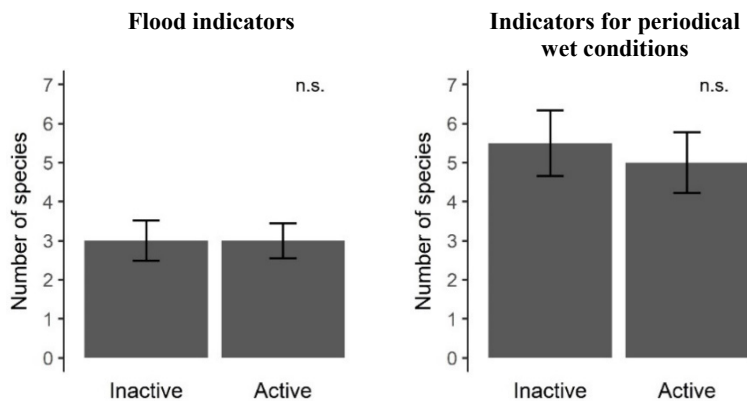 Flood indicators
n.s.
Number of species
7
6
5
4
3
2
1
0
Inactive Active
Indicators for periodical
wet conditions
n.s.
Number of species
7
6
5
4
3
2
1
0
Inactive Active